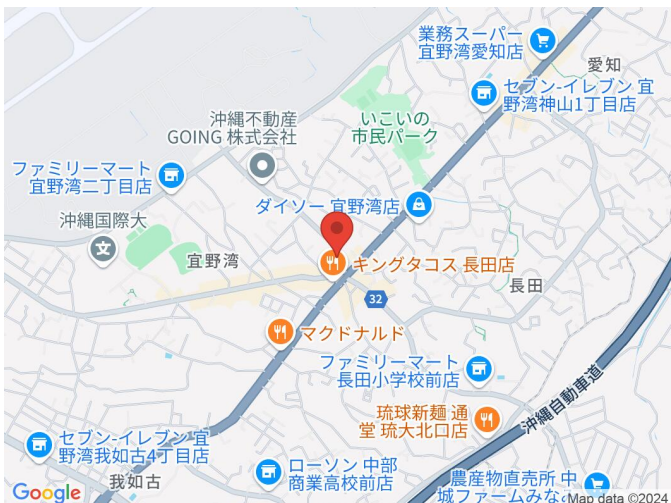 業務スーパー
宜野湾愛知店
愛知
セブン-イレブン 宜
野湾神山1丁目店
沖縄不動産
GOING 株式会社
いこいの
市民パーク
ファミリーマート
宜野湾二丁目店
ダイソー 宜野湾店
沖縄国際大
文
宜野湾
キングタコス 長田店
長田
32
マクドナルド
ファミリーマート
長田小学校前店
沖縄自動車道
琉球新麺 通
堂 琉大北口店
セブン-イレブン 宜
野湾我如古4丁目店
我如古
ローソン 中部
商業高校前店
農産物直売所 中
城ファームみな
Google
Map data ©2024